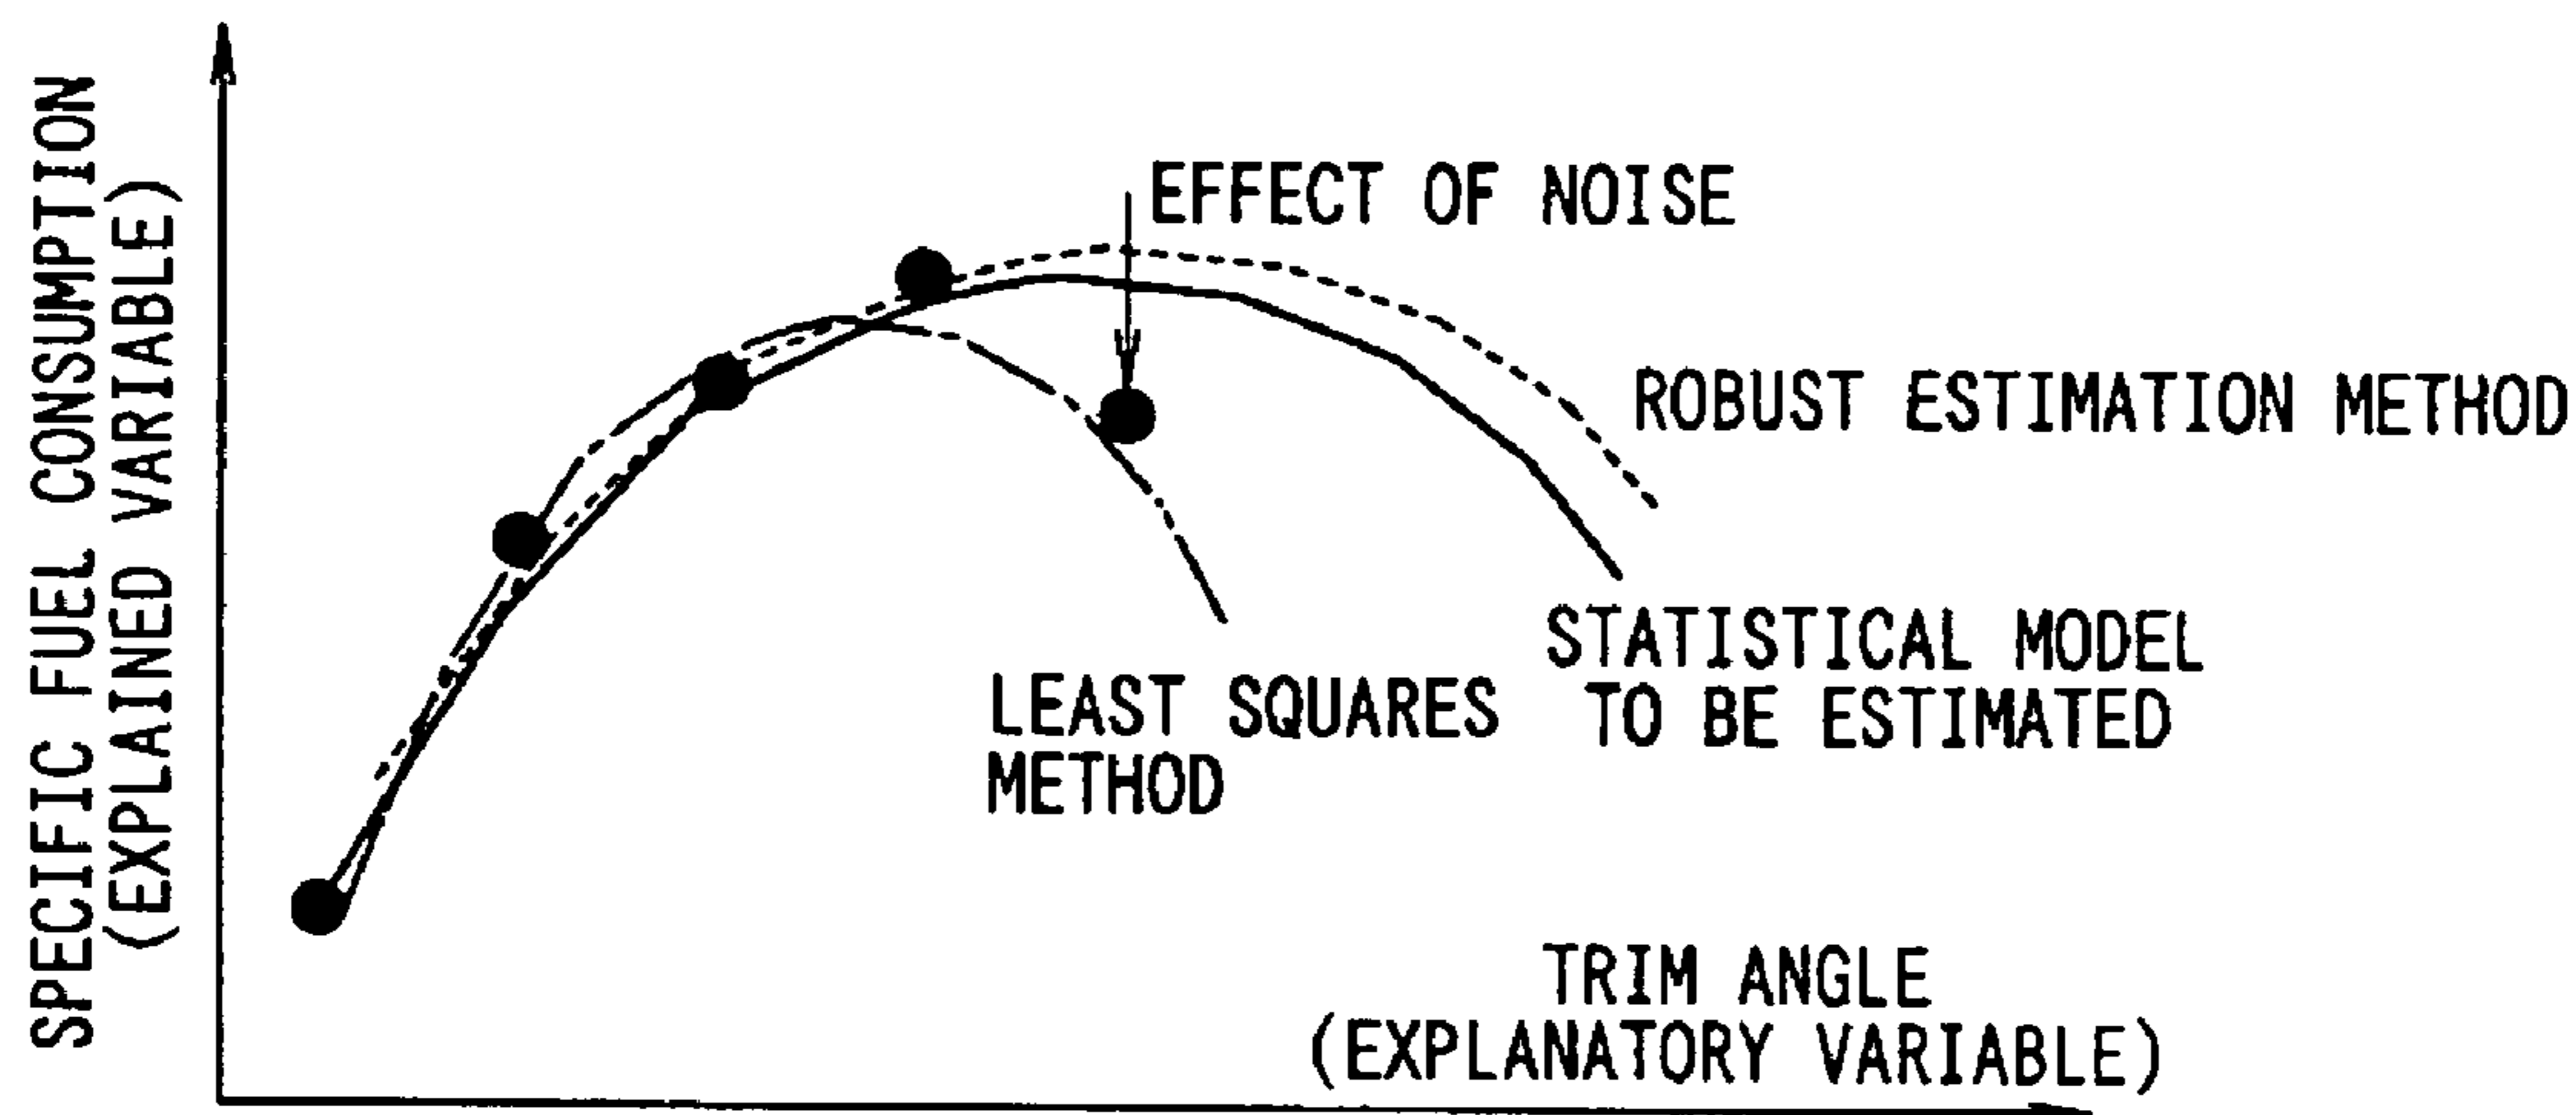 SPECIFIC FUEL CONSUMPTION
(EXPLAINED VARIABLE)
EFFECT OF NOISE
ROBUST ESTIMATION METHOD
STATISTICAL MODEL
TO BE ESTIMATED
LEAST SQUARES
METHOD
TRIM ANGLE
(EXPLANATORY VARIABLE)